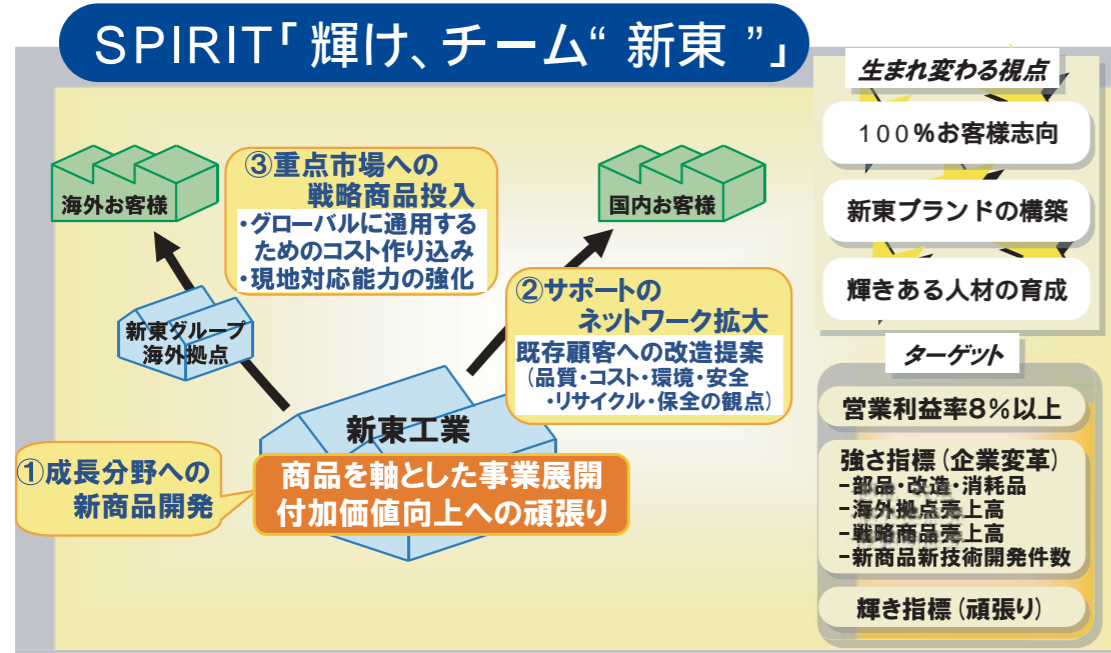 SPIRIT「輝け、チーム“新東”」
海外お客様
③重点市場への
戦略商品投入
・グローバルに通用する
ためのコスト作り込み
・現地対応能力の強化
国内お客様
②サポートの
ネットワーク拡大
既存顧客への改造提案
(品質・コスト・環境・安全
・リサイクル・保全の観点)
新東グループ
海外拠点
新東工業
①成長分野への
新商品開発
商品を軸とした事業展開
付加価値向上への頑張り
生まれ変わる視点
100%お客様志向
新東ブランドの構築
輝きある人材の育成
ターゲット
営業利益率8%以上
強さ指標(企業変革)
-部品・改造・消耗品
-海外拠点売上高
-戦略商品売上高
-新商品新技術開発件数
輝き指標(頑張り)